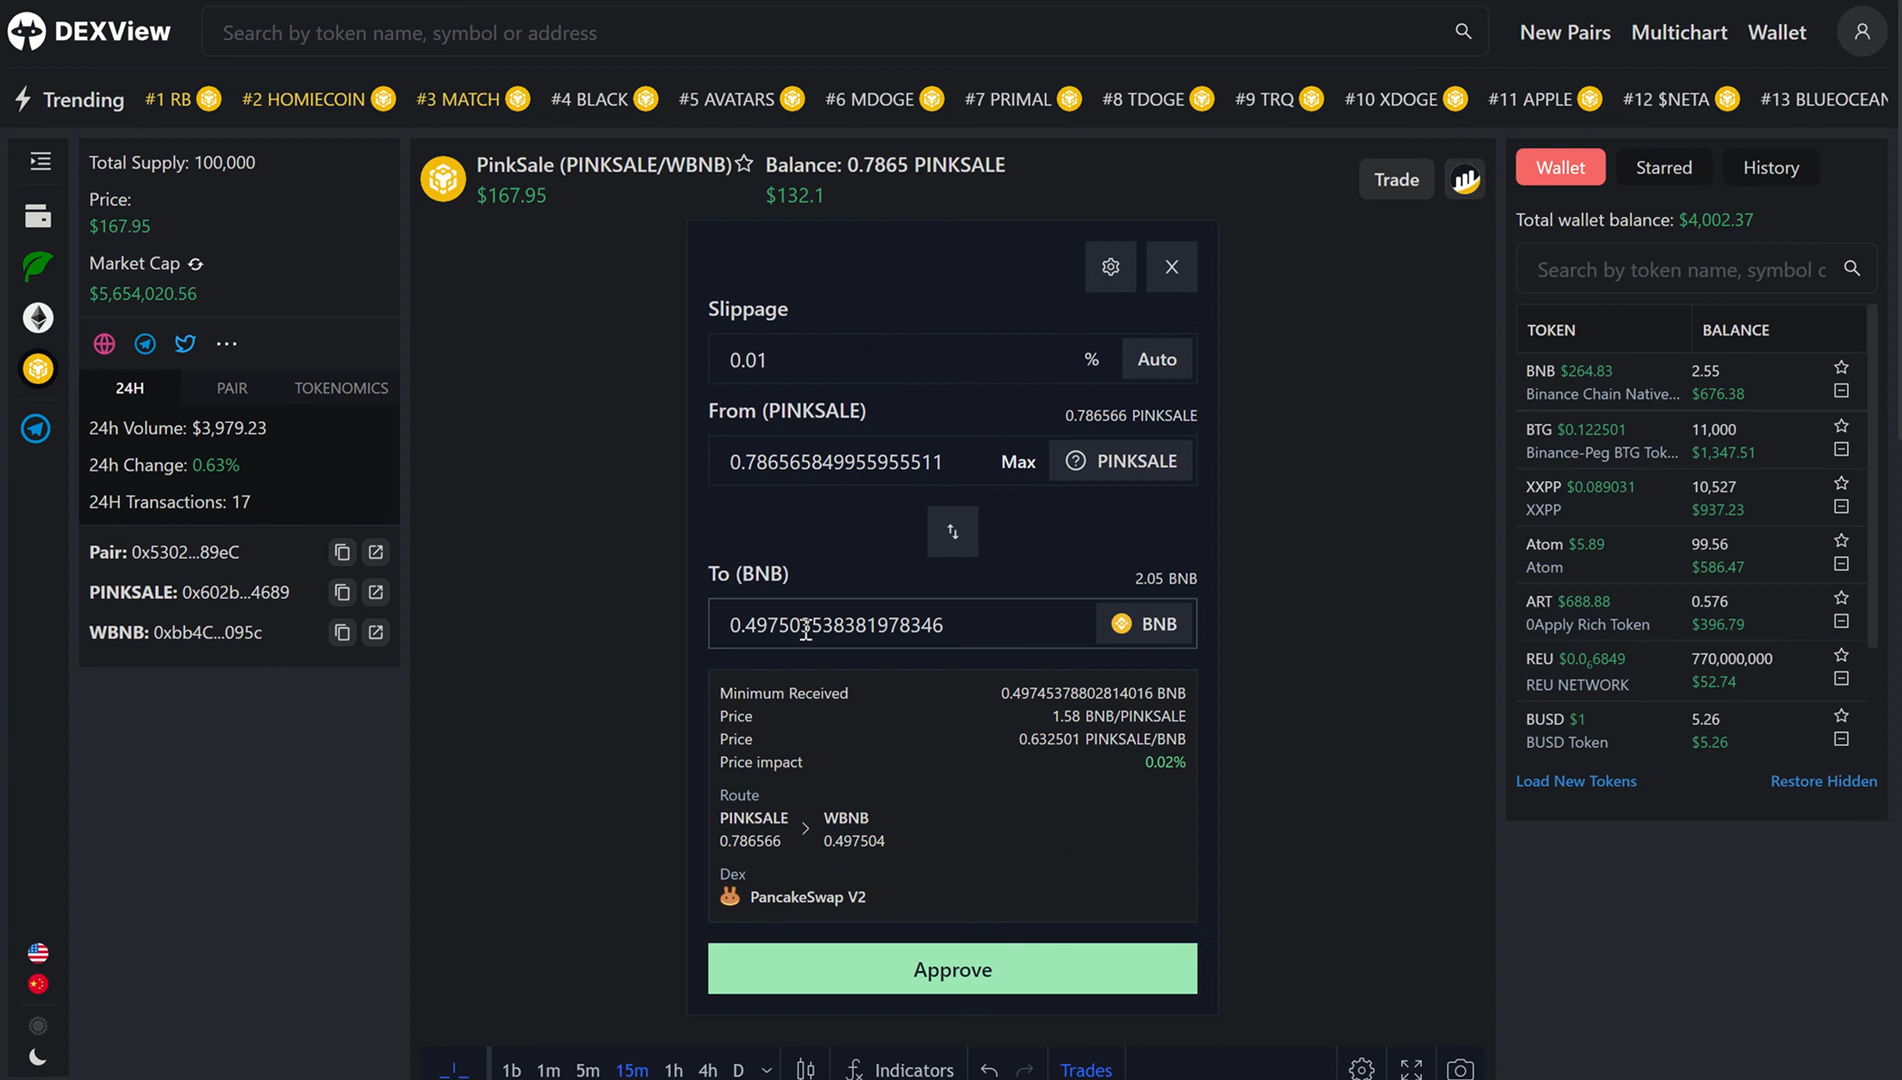 DEXView
Search by token name, symbol or address
New Pairs Multichart Wallet
Trending #1 RB #2 HOMIECOIN #3 MATCH #4 BLACK #5 AVATARS #6 MDOGE #7 PRIMAL #8 TDOGE #9 TRQ #10 XDOGE #11 APPLE #12 $NETA #13 BLUEOCEAN
Total Supply: 100,000
Price:
$167.95
Market Cap
$5,654,020.56
24H PAIR TOKENOMICS
24h Volume: $3,979.23
24h Change: 0.63%
24H Transactions: 17
Pair: 0x5302...89eC
PINKSALE: 0x602b...4689
WBNB: 0xbb4C...095c
PinkSale (PINKSALE/WBNB) Balance: 0.7865 PINKSALE
$167.95 $132.1
Trade
Slippage
0.01 % Auto
From (PINKSALE) 0.786566 PINKSALE
0.786565849955955511 Max PINKSALE
To (BNB) 2.05 BNB
0.497503538381978346 BNB
Minimum Received 0.49745378802814016 BNB
Price 1.58 BNB/PINKSALE
Price 0.632501 PINKSALE/BNB
Price impact 0.02%
Route
PINKSALE > WBNB
0.786566 0.497504
Dex
PancakeSwap V2
Approve
1b 1m 5m 15m 1h 4h D Indicators Trades
Wallet Starred History
Total wallet balance: $4,002.37
Search by token name, symbol c
TOKEN BALANCE
BNB $264.83 2.55
Binance Chain Native... $676.38
BTG $0.122501 11,000
Binance-Peg BTG Tok... $1,347.51
XXPP $0.089031 10,527
XXPP $937.23
Atom $5.89 99.56
Atom $586.47
ART $688.88 0.576
0Apply Rich Token $396.79
REU $0.0₆6849 770,000,000
REU NETWORK $52.74
BUSD $1 5.26
BUSD Token $5.26
Load New Tokens Restore Hidden